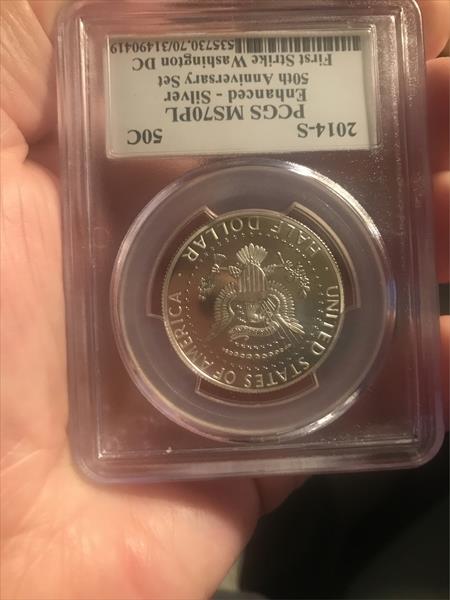 2014-S 50C
PCGS MS70PL
Enhanced - Silver
50th Anniversary Set
First Strike Washington DC
535730.70/31490419
UNITED STATES OF AMERICA
HALF DOLLAR